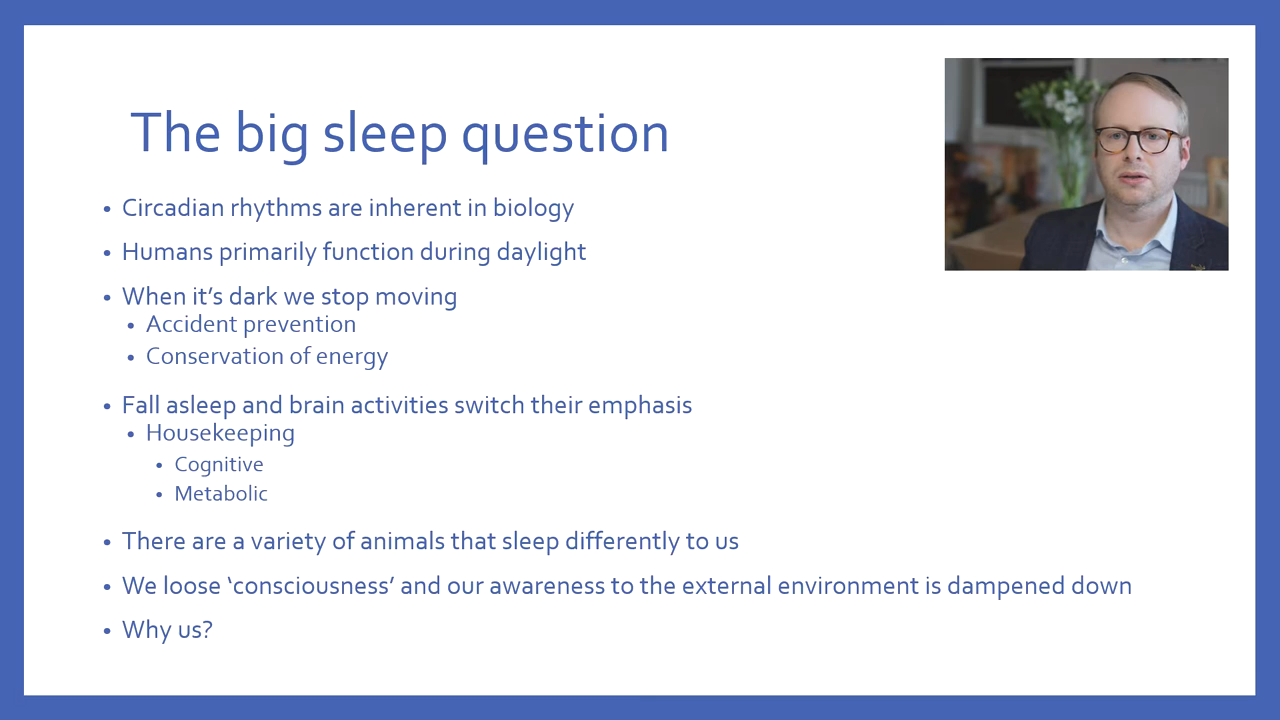 The big sleep question
• Circadian rhythms are inherent in biology
• Humans primarily function during daylight
• When it’s dark we stop moving
• Accident prevention
• Conservation of energy
• Fall asleep and brain activities switch their emphasis
• Housekeeping
• Cognitive
• Metabolic
• There are a variety of animals that sleep differently to us
• We loose ‘consciousness’ and our awareness to the external environment is dampened down
• Why us?